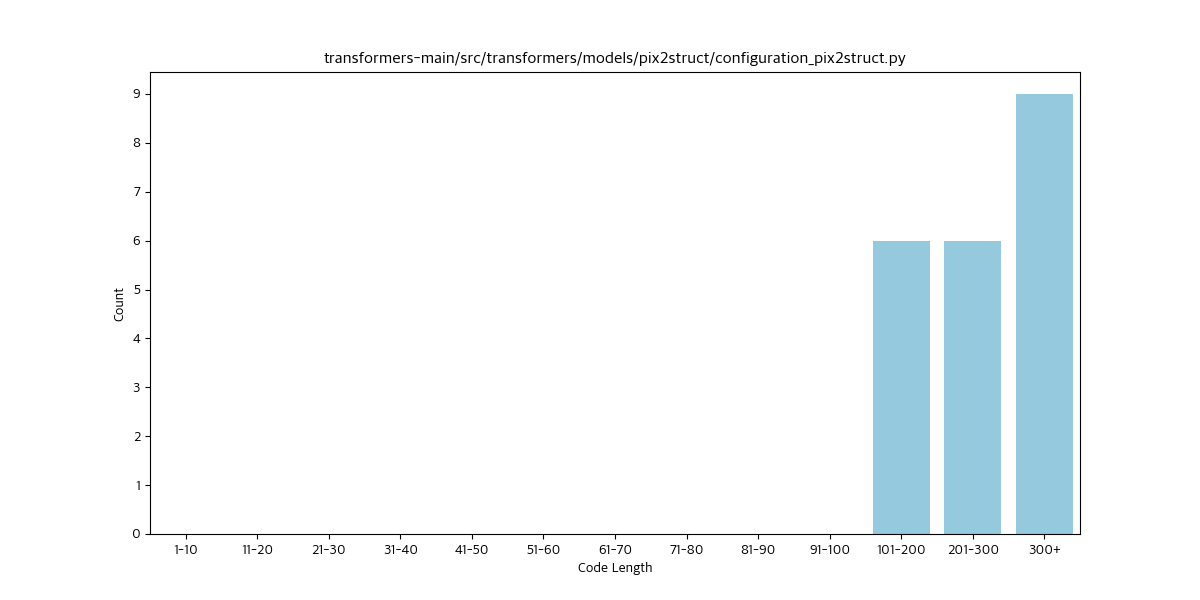 transformers-main/src/transformers/models/pix2struct/configuration_pix2struct.py
9
8
7
6
5
4
3
2
1
0
Count
1-10 11-20 21-30 31-40 41-50 51-60 61-70 71-80 81-90 91-100 101-200 201-300 300+
Code Length